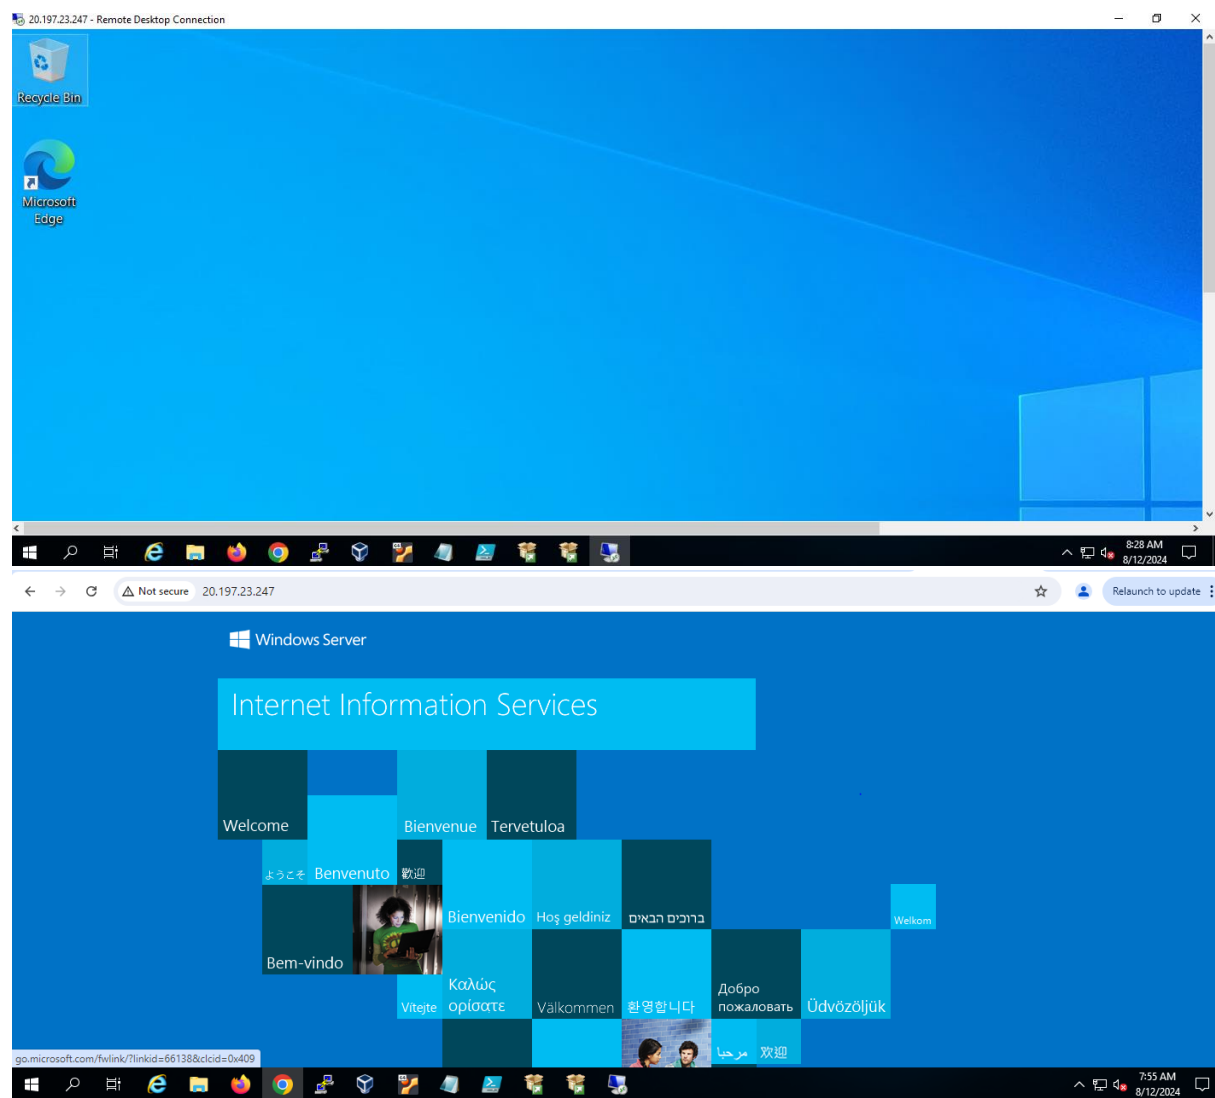 20.197.23.247 - Remote Desktop Connection
Recycle Bin
Microsoft
Edge
8:28 AM
8/12/2024
Not secure
20.197.23.247
Relaunch to update
Windows Server
Internet Information Services
Welcome
Bienvenue
Tervetuloa
ようこそ
Benvenuto
歡迎
Bienvenido
Hoş geldiniz
ברוכים הבאים
Welkom
Bem-vindo
Vítejte
Καλώς
ορίσατε
Välkommen
환영합니다
Добро
пожаловать
Üdvözöljük
مرحبا
欢迎
go.microsoft.com/fwlink/?linkid=66138&clcid=0x409
7:55 AM
8/12/2024